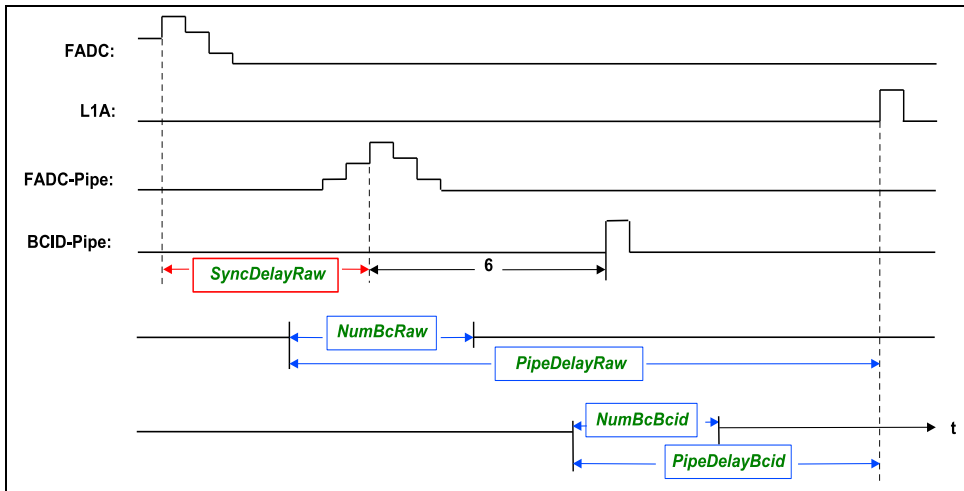 FADC:
L1A:
FADC-Pipe:
BCID-Pipe:
SyncDelayRaw
6
NumBcRaw
PipeDelayRaw
NumBcBcid
t
PipeDelayBcid